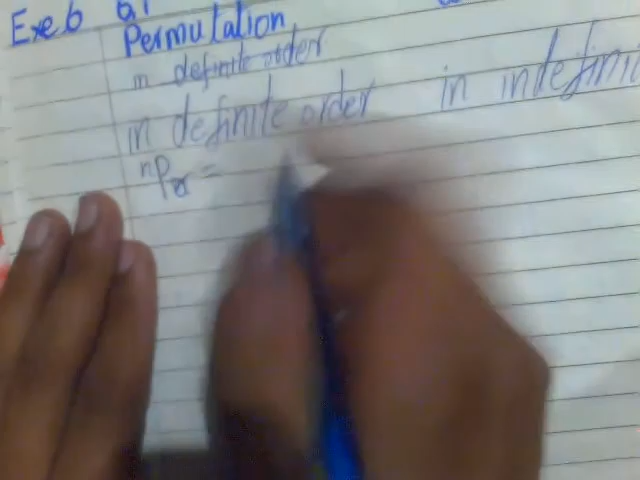 Exe 6
Permutation
in definite order
in definite order in indefini
nPr =